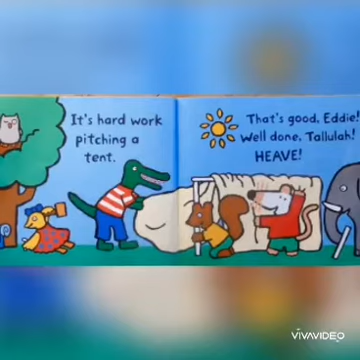 It's hard work
pitching a
tent.
That's good, Eddie!
Well done, Tallulah!
HEAVE!
VIVAVIDEO